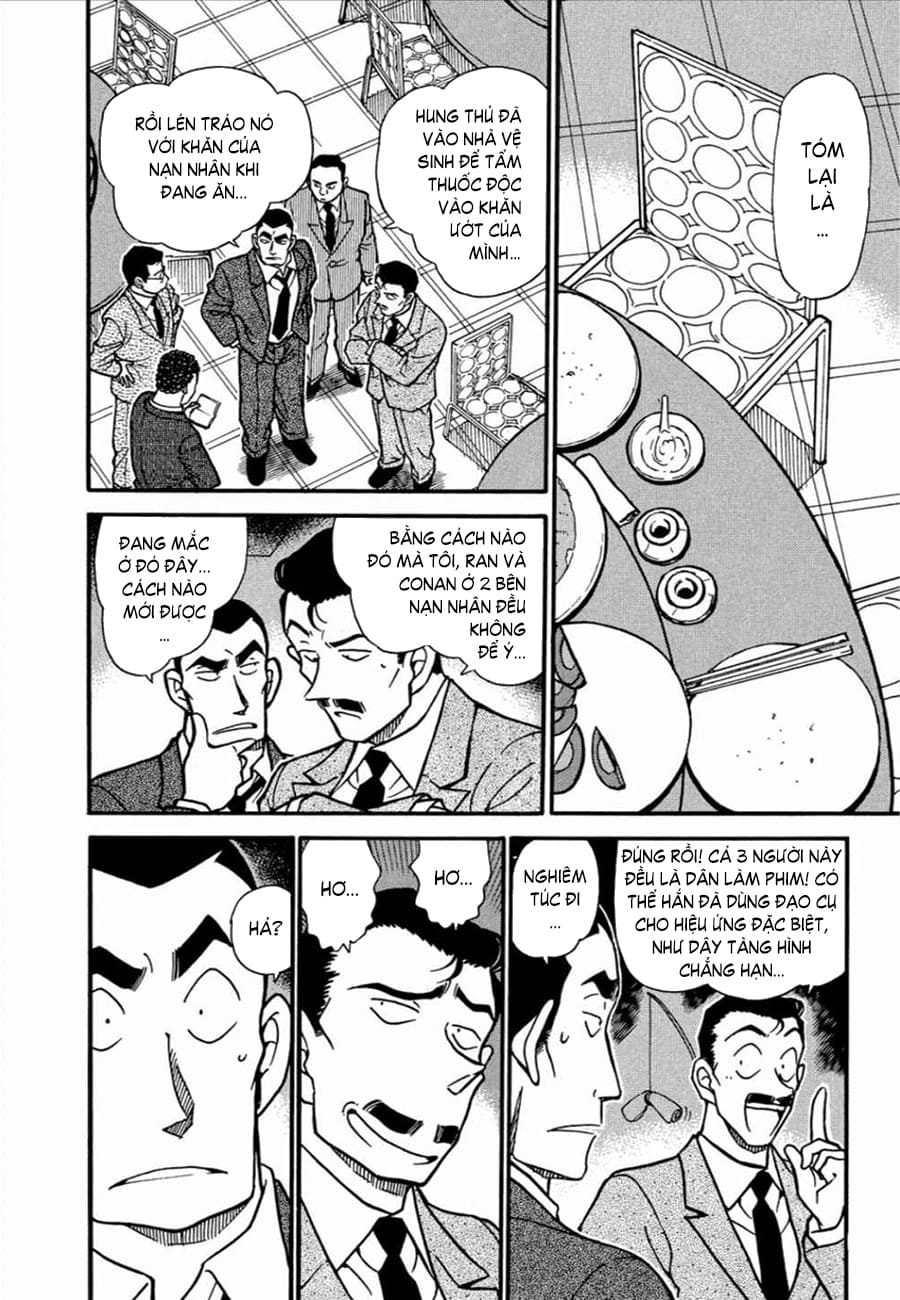 TÓM
LẠI
LÀ
...
HUNG THỦ ĐÃ
VÀO NHÀ VỆ
SINH ĐỂ TẨM
THUỐC ĐỘC
VÀO KHĂN
ƯỚT CỦA
MÌNH...
RỒI LÉN TRÁO NÓ
VỚI KHĂN CỦA
NẠN NHÂN KHI
ĐANG ĂN...
BẰNG CÁCH NÀO
ĐÓ MÀ TÔI, RAN VÀ
CONAN Ở 2 BÊN
NẠN NHÂN ĐỀU
KHÔNG
ĐỂ Ý...
ĐANG MẮC
Ở ĐÓ ĐÂY...
CÁCH NÀO
MỚI ĐƯỢC
...
ĐÚNG RỒI! CẢ 3 NGƯỜI NÀY
ĐỀU LÀ DÂN LÀM PHIM! CÓ
THỂ HẮN ĐÃ DÙNG ĐẠO CỤ
CHO HIỆU ỨNG ĐẶC BIỆT,
NHƯ DÂY TÀNG HÌNH
CHẲNG HẠN...
NGHIÊM
TÚC ĐI
...
HƠ...
HƠ...
HẢ?